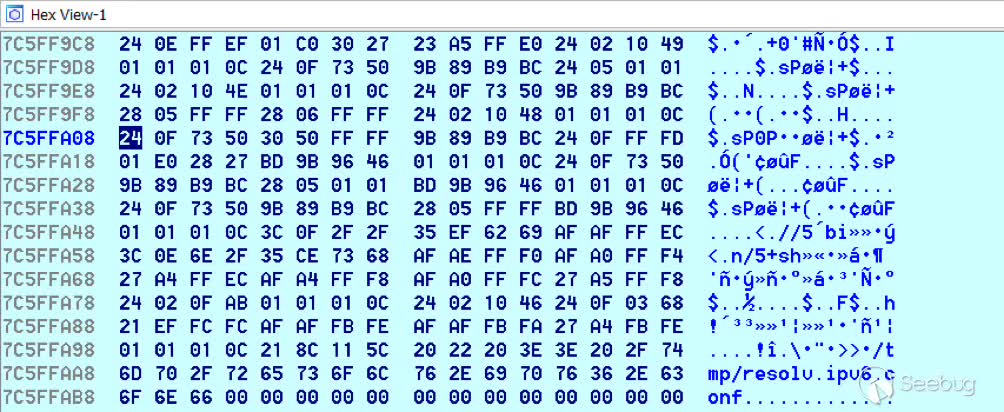 Hex View-1
7C5FF9C8 24 0E FF EF 01 C0 30 27 23 A5 FF E0 24 02 10 49 $.•´.+0'#Ñ•Ó$..I
7C5FF9D8 01 01 01 0C 24 0F 73 50 9B 89 B9 BC 24 05 01 01 ....$.sPøë¦+$...
7C5FF9E8 24 02 10 4E 01 01 01 0C 24 0F 73 50 9B 89 B9 BC $..N....$.sPøë¦+
7C5FF9F8 28 05 FF FF 28 06 FF FF 24 02 10 48 01 01 01 0C (.••(.••$..H....
7C5FFA08 24 0F 73 50 30 50 FF FF 9B 89 B9 BC 24 0F FF FD $.sP0P••øë¦+$.•²
7C5FFA18 01 E0 28 27 BD 9B 96 46 01 01 01 0C 24 0F 73 50 .Ó('¢øûF....$.sP
7C5FFA28 9B 89 B9 BC 28 05 01 01 BD 9B 96 46 01 01 01 0C øë¦+(...¢øûF....
7C5FFA38 24 0F 73 50 9B 89 B9 BC 28 05 FF FF BD 9B 96 46 $.sPøë¦+(.••¢øûF
7C5FFA48 01 01 01 0C 3C 0F 2F 2F 35 EF 62 69 AF AF FF EC ....<.//5´bi»»•ý
7C5FFA58 3C 0E 6E 2F 35 CE 73 68 AF AE FF F0 AF A0 FF F4 <.n/5+sh»«•»á•¶
7C5FFA68 27 A4 FF EC AF A4 FF F8 AF A0 FF FC 27 A5 FF F8 'ñ•ý»ñ•°»á•³'Ñ•°
7C5FFA78 24 02 0F AB 01 01 01 0C 24 02 10 46 24 0F 03 68 $..½....$..F$..h
7C5FFA88 21 EF FC FC AF AF FB FE AF AF FB FA 27 A4 FB FE !´³³»»¹¦»»¹•'ñ¹¦
7C5FFA98 01 01 01 0C 21 8C 11 5C 20 22 20 3E 3E 20 2F 74 ....!î.\•"•>>•/t
7C5FFAA8 6D 70 2F 72 65 73 6F 6C 76 2E 69 70 76 36 2E 63 mp/resolv.ipv6.c
7C5FFAB8 6F 6E 66 00 00 00 00 00 00 00 00 00 00 00 00 00 onf.............
Seebug